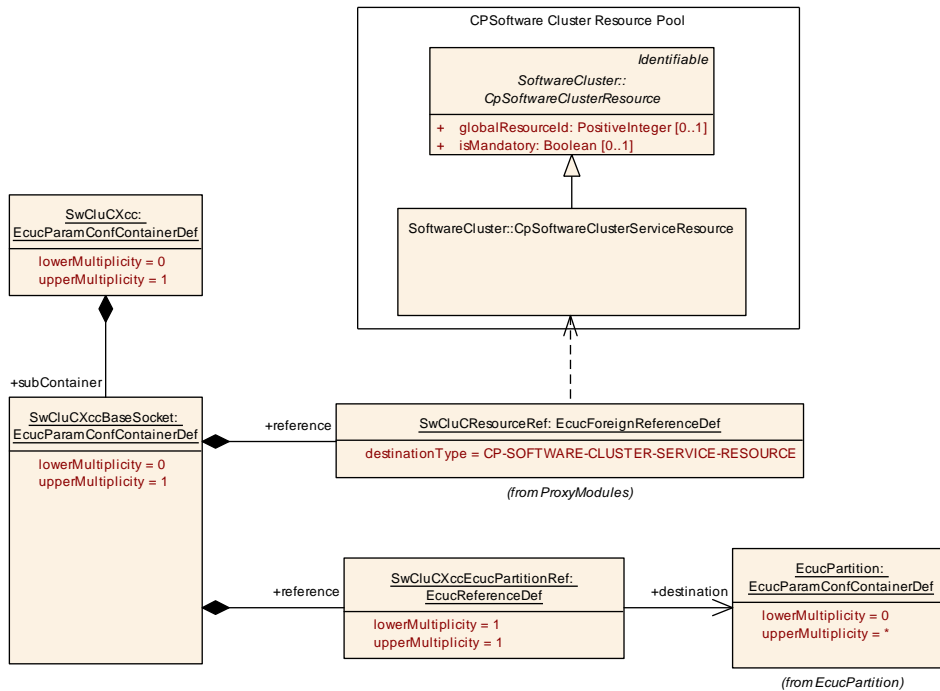 CPSoftware Cluster Resource Pool
Identifiable
SoftwareCluster::
CpSoftwareClusterResource
+ globalResourceId: PositiveInteger [0..1]
+ isMandatory: Boolean [0..1]
SoftwareCluster::CpSoftwareClusterServiceResource
SwCluCXcc:
EcucParamConfContainerDef
lowerMultiplicity = 0
upperMultiplicity = 1
+subContainer
SwCluCXccBaseSocket:
EcucParamConfContainerDef
lowerMultiplicity = 0
upperMultiplicity = 1
+reference
SwCluCResourceRef: EcucForeignReferenceDef
destinationType = CP-SOFTWARE-CLUSTER-SERVICE-RESOURCE
(from ProxyModules)
+reference
SwCluCXccEcucPartitionRef:
EcucReferenceDef
lowerMultiplicity = 1
upperMultiplicity = 1
+destination
EcucPartition:
EcucParamConfContainerDef
lowerMultiplicity = 0
upperMultiplicity = *
(from EcucPartition)